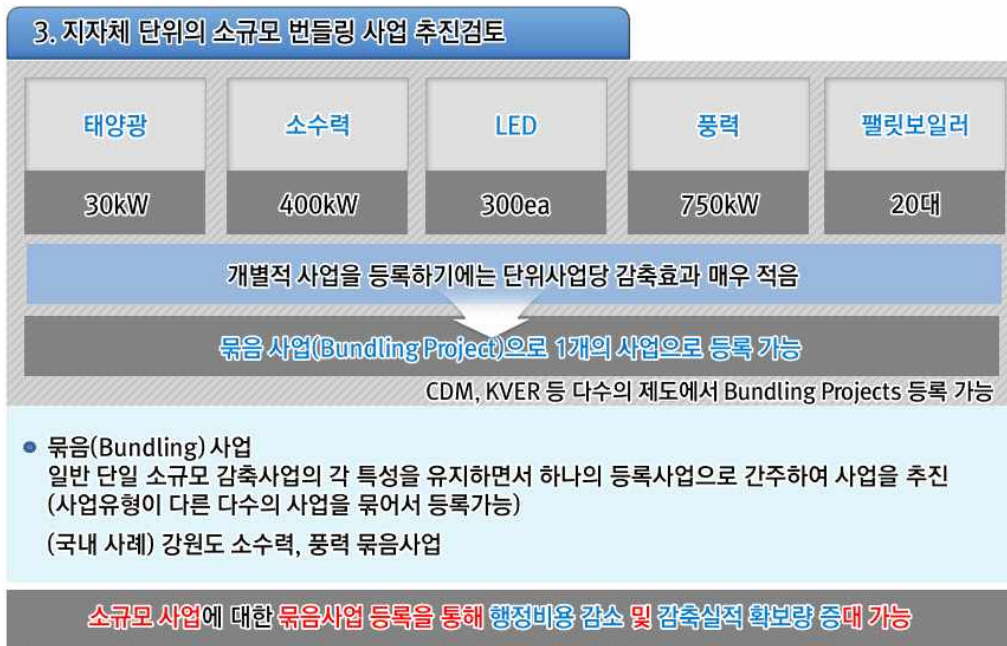 3. 지자체 단위의 소규모 번들링 사업 추진검토
태양광
소수력
LED
풍력
팰릿보일러
30kW
400kW
300ea
750kW
20대
개별적 사업을 등록하기에는 단위사업당 감축효과 매우 적음
묶음 사업(Bundling Project)으로 1개의 사업으로 등록 가능
CDM, KVER 등 다수의 제도에서 Bundling Projects 등록 가능
묶음(Bundling) 사업
일반 단일 소규모 감축사업의 각 특성을 유지하면서 하나의 등록사업으로 간주하여 사업을 추진
(사업유형이 다른 다수의 사업을 묶어서 등록가능)
(국내 사례) 강원도 소수력, 풍력 묶음사업
소규모 사업에 대한 묶음사업 등록을 통해 행정비용 감소 및 감축실적 확보량 증대 가능